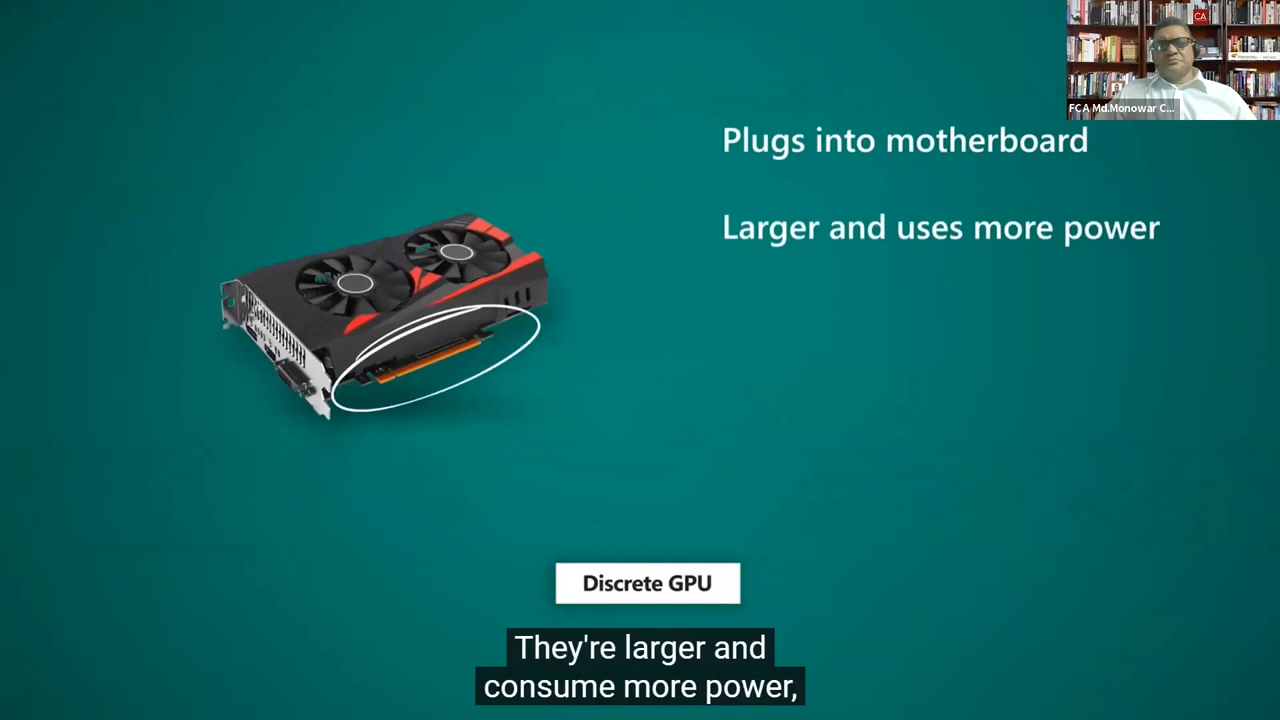 CA
FCA Md.Monowar C...
Plugs into motherboard
Larger and uses more power
Discrete GPU
They're larger and
consume more power,